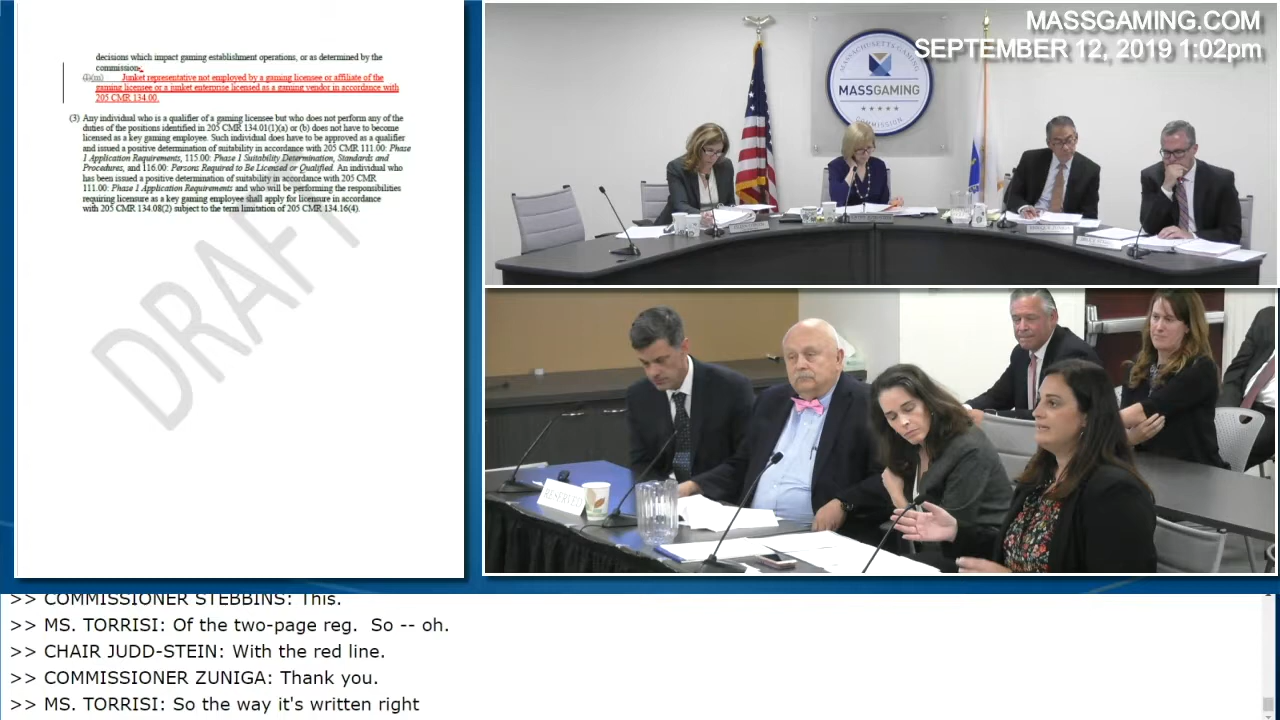 decisions which impact gaming establishment operations, or as determined by the
commission.
(l)(m) Junket representative not employed by a gaming licensee or affiliate of the
gaming licensee or a junket enterprise licensed as a gaming vendor in accordance with
205 CMR 134.00.
(3) Any individual who is a qualifier of a gaming licensee but who does not perform any of the
duties of the positions identified in 205 CMR 134.01(1)(a) or (b) does not have to become
licensed as a key gaming employee. Such individual does have to be approved as a qualifier
and issued a positive determination of suitability in accordance with 205 CMR 111.00: Phase
1 Application Requirements, 115.00: Phase 1 Suitability Determination, Standards and
Procedures, and 116.00: Persons Required to Be Licensed or Qualified. An individual who
has been issued a positive determination of suitability in accordance with 205 CMR
111.00: Phase 1 Application Requirements and who will be performing the responsibilities
requiring licensure as a key gaming employee shall apply for licensure in accordance
with 205 CMR 134.08(2) subject to the term limitation of 205 CMR 134.16(4).
DRAFT
MASSGAMING.COM
SEPTEMBER 12, 2019 1:02pm
MASSACHUSETTS GAMING
MASSGAMING
COMMISSION
RESERVED
>> COMMISSIONER STEBBINS: This.
>> MS. TORRISI: Of the two-page reg. So -- oh.
>> CHAIR JUDD-STEIN: With the red line.
>> COMMISSIONER ZUNIGA: Thank you.
>> MS. TORRISI: So the way it's written right